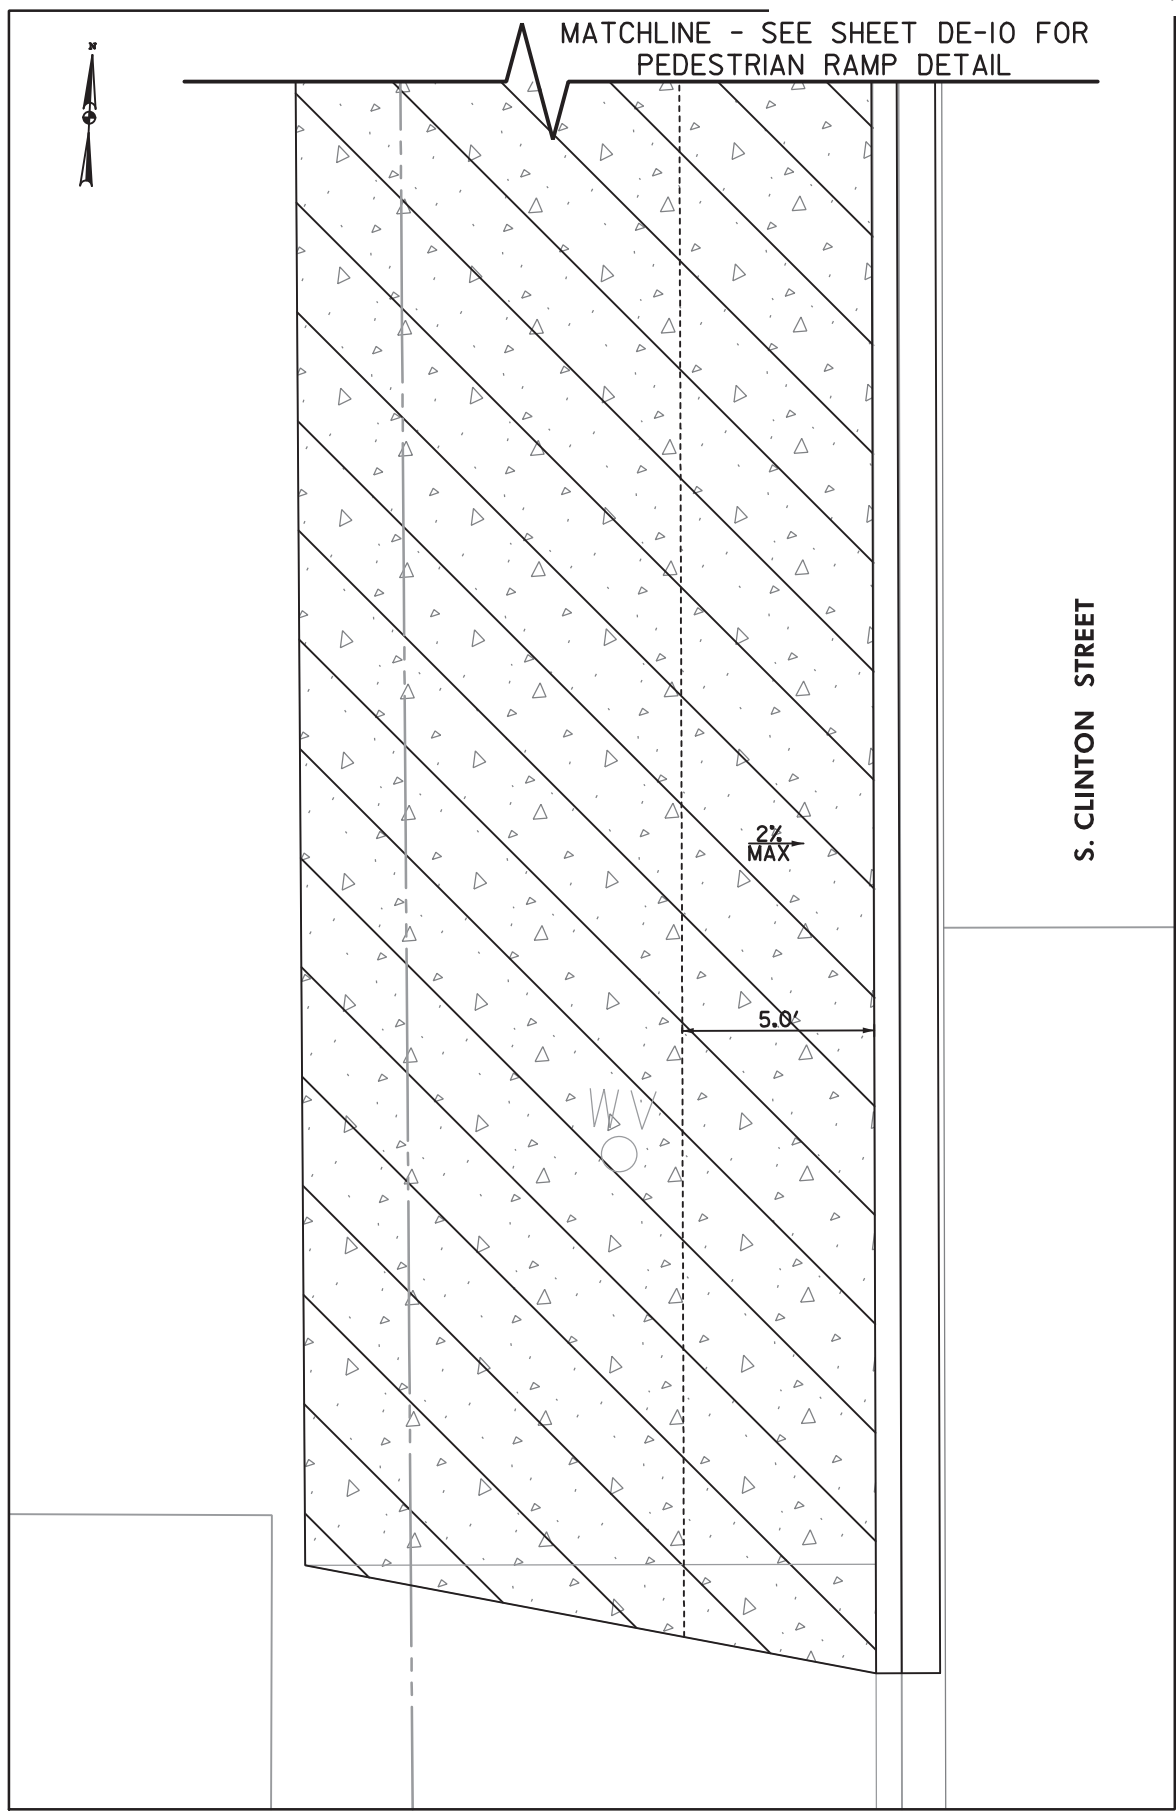 MATCHLINE - SEE SHEET DE-10 FOR
PEDESTRIAN RAMP DETAIL
N
S. CLINTON STREET
2%
MAX
5.0'
WV